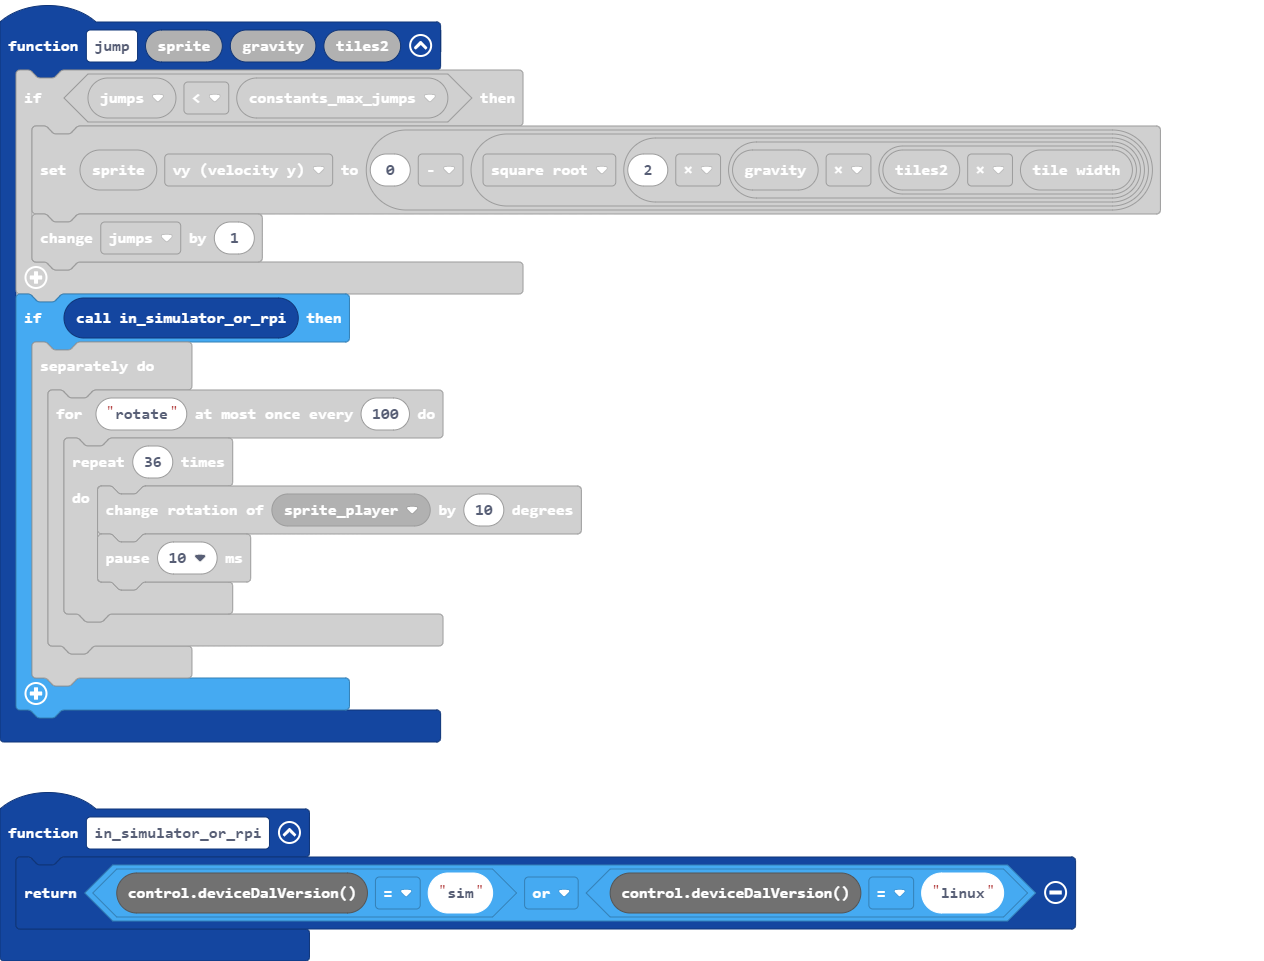 function jump sprite gravity tiles2
if jumps < constants_max_jumps then
set sprite vy (velocity y) to 0 - square root 2 × gravity × tiles2 × tile width
change jumps by 1
if call in_simulator_or_rpi then
separately do
for "rotate" at most once every 100 do
repeat 36 times
do change rotation of sprite_player by 10 degrees
pause 10 ms
function in_simulator_or_rpi
return control.deviceDalVersion() = "sim" or control.deviceDalVersion() = "linux"